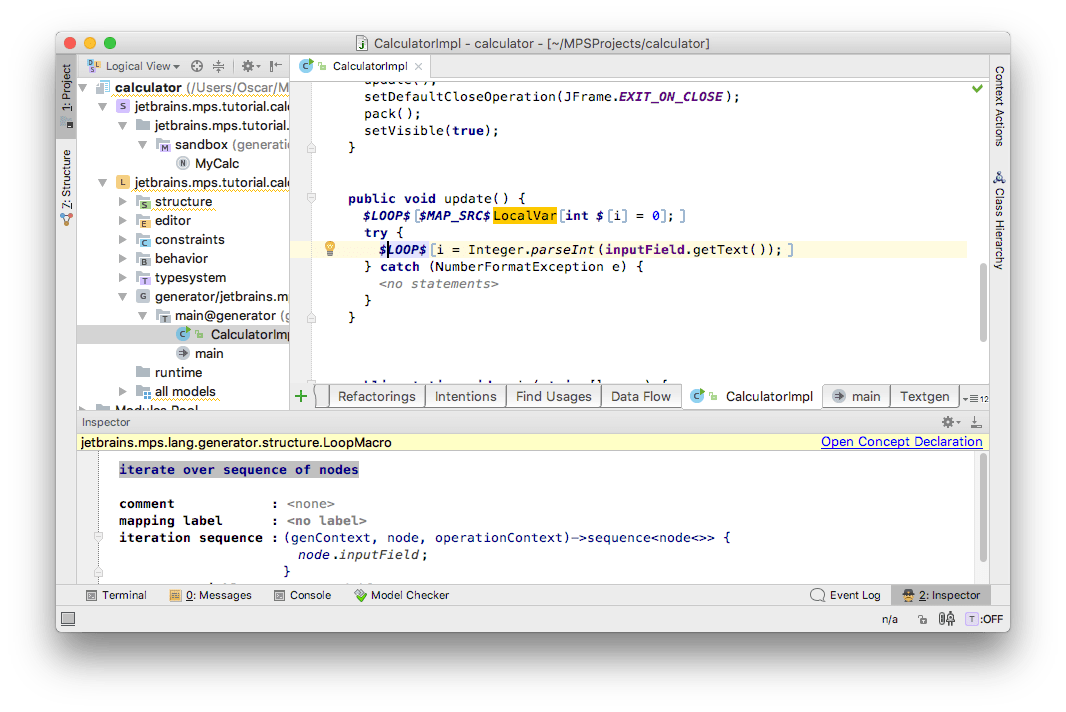 CalculatorImpl - calculator - [~/MPSProjects/calculator]
1: Project
Z: Structure
Logical View
calculator (/Users/Oscar/M
jetbrains.mps.tutorial.cal
jetbrains.mps.tutorial.
sandbox (generati
MyCalc
jetbrains.mps.tutorial.cal
structure
editor
constraints
behavior
typesystem
generator/jetbrains.m
main@generator (g
CalculatorImp
main
runtime
all models
Modules Pool
CalculatorImpl
update();
setDefaultCloseOperation(JFrame.EXIT_ON_CLOSE);
pack();
setVisible(true);
}
public void update() {
$LOOP$[$MAP_SRC$LocalVar[int $[i] = 0];]
try {
$LOOP$[i = Integer.parseInt(inputField.getText());]
} catch (NumberFormatException e) {
<no statements>
}
}
Context Actions
Class Hierarchy
Refactorings
Intentions
Find Usages
Data Flow
CalculatorImpl
main
Textgen
12
Inspector
jetbrains.mps.lang.generator.structure.LoopMacro
Open Concept Declaration
iterate over sequence of nodes
comment : <none>
mapping label : <no label>
iteration sequence : (genContext, node, operationContext)->sequence<node<>> {
node.inputField;
}
Terminal
0: Messages
Console
Model Checker
Event Log
2: Inspector
n/a
T :OFF